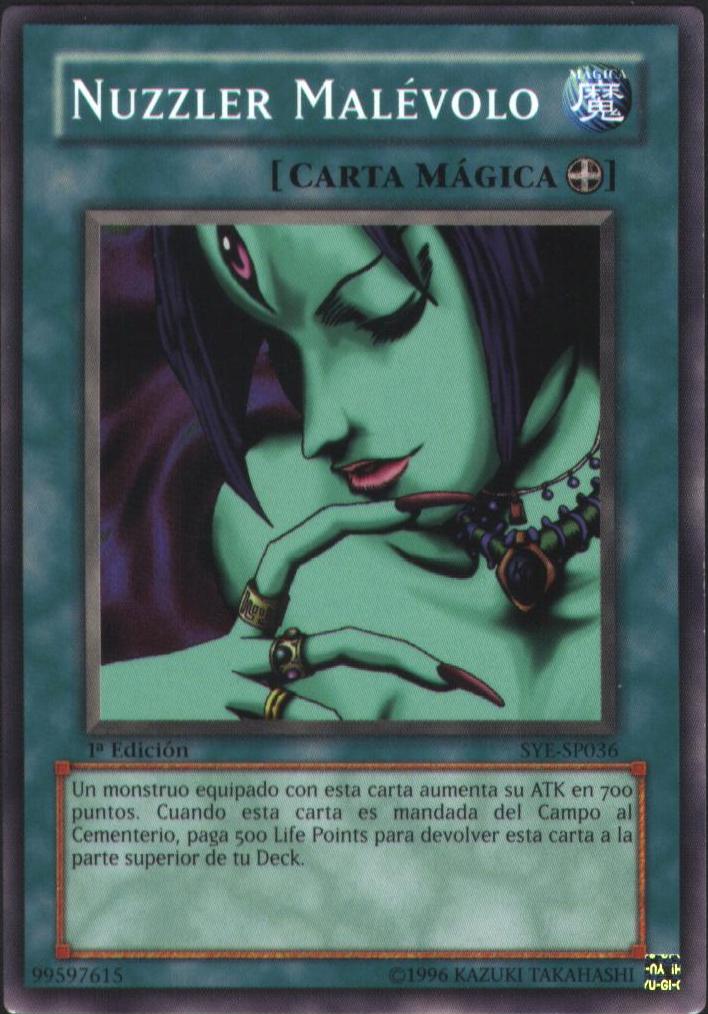 NUZZLER MALÉVOLO
MÁGICA
魔
[CARTA MÁGICA]
1ª Edición
SYE-SP036
Un monstruo equipado con esta carta aumenta su ATK en 700
puntos. Cuando esta carta es mandada del Campo al
Cementerio, paga 500 Life Points para devolver esta carta a la
parte superior de tu Deck.
99597615
©1996 KAZUKI TAKAHASHI